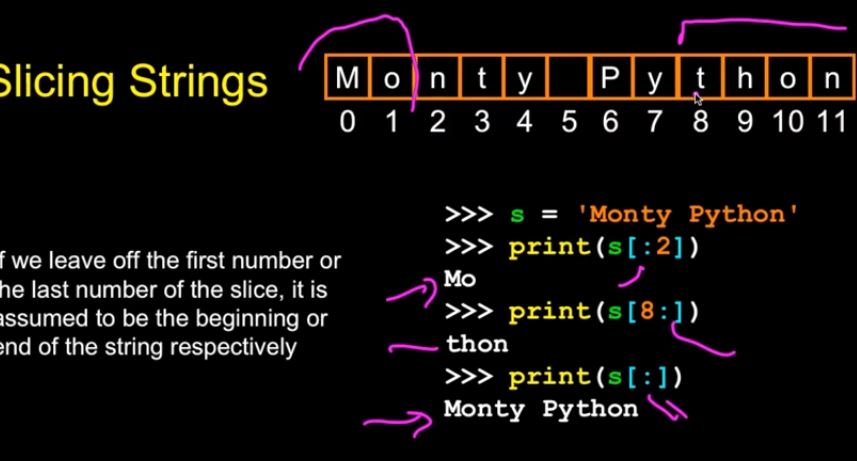 Slicing Strings
M o n t y P y t h o n
0 1 2 3 4 5 6 7 8 9 10 11
f we leave off the first number or
he last number of the slice, it is
assumed to be the beginning or
end of the string respectively
>>> s = 'Monty Python'
>>> print(s[:2])
Mo
>>> print(s[8:])
thon
>>> print(s[:])
Monty Python